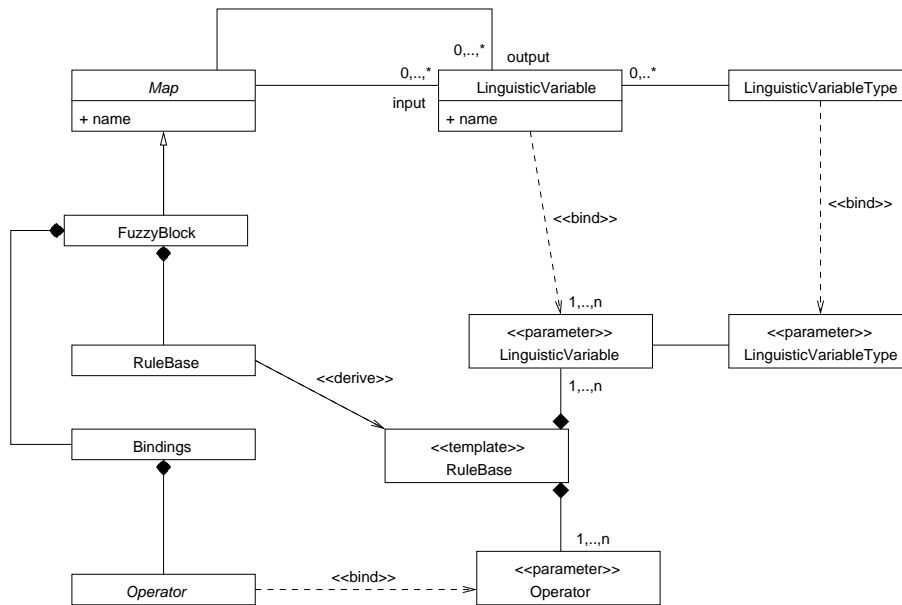 0,..,*
output
Map
0,..,*
LinguisticVariable
0,..*
LinguisticVariableType
+ name
input
+ name
<<bind>>
<<bind>>
FuzzyBlock
1,..,n
<<parameter>>
LinguisticVariable
<<parameter>>
LinguisticVariableType
RuleBase
<<derive>>
1,..,n
Bindings
<<template>>
RuleBase
1,..,n
Operator
<<bind>>
<<parameter>>
Operator